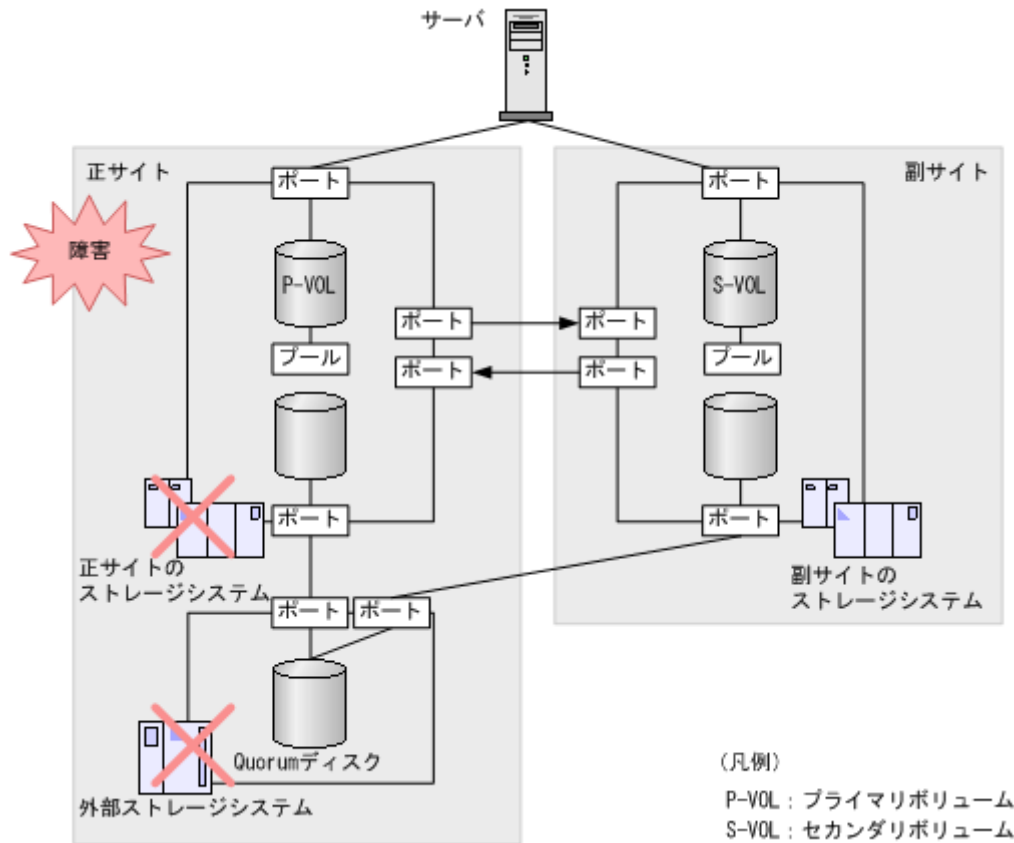 サーバ
正サイト
副サイト
障害
ポート
ポート
P-VOL
S-VOL
ポート
ポート
プール
ポート
ポート
プール
ポート
ポート
正サイトの
ストレージシステム
副サイトの
ストレージシステム
ポート
ポート
Quorumディスク
外部ストレージシステム
(凡例)
P-VOL：プライマリボリューム
S-VOL：セカンダリボリューム